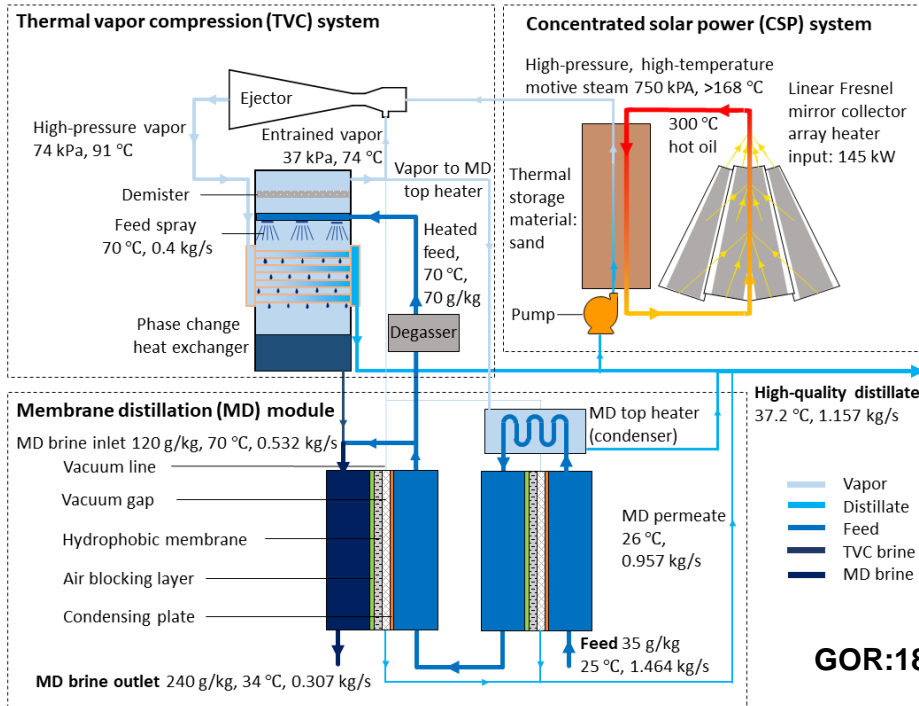 Thermal vapor compression (TVC) system
Ejector
High-pressure vapor
74 kPa, 91 °C
Entrained vapor
37 kPa, 74 °C
Vapor to MD
top heater
Demister
Feed spray
70 °C, 0.4 kg/s
Heated
feed,
70 °C,
70 g/kg
Phase change
heat exchanger
Degasser
Concentrated solar power (CSP) system
High-pressure, high-temperature
motive steam 750 kPA, >168 °C
300 °C
hot oil
Linear Fresnel
mirror collector
array heater
input: 145 kW
Thermal
storage
material:
sand
Pump
High-quality distillate
37.2 °C, 1.157 kg/s
Membrane distillation (MD) module
MD brine inlet 120 g/kg, 70 °C, 0.532 kg/s
Vacuum line
Vacuum gap
Hydrophobic membrane
Air blocking layer
Condensing plate
MD brine outlet 240 g/kg, 34 °C, 0.307 kg/s
MD top heater
(condenser)
MD permeate
26 °C,
0.957 kg/s
Feed 35 g/kg
25 °C, 1.464 kg/s
Vapor
Distillate
Feed
TVC brine
MD brine
GOR:18